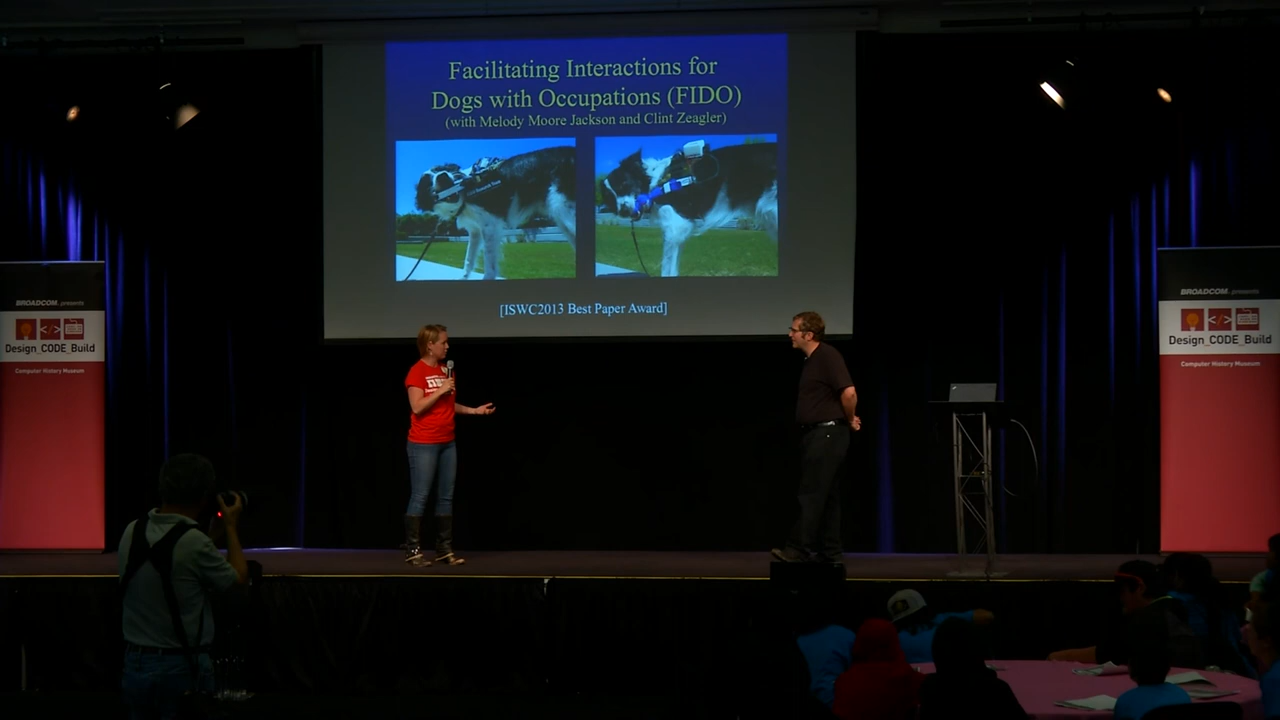 Facilitating Interactions for
Dogs with Occupations (FIDO)
(with Melody Moore Jackson and Clint Zeagler)
[ISWC2013 Best Paper Award]
BROADCOM presents
Design_CODE_Build
Computer History Museum
BROADCOM presents
</>
Design_CODE_Build
Computer History Museum